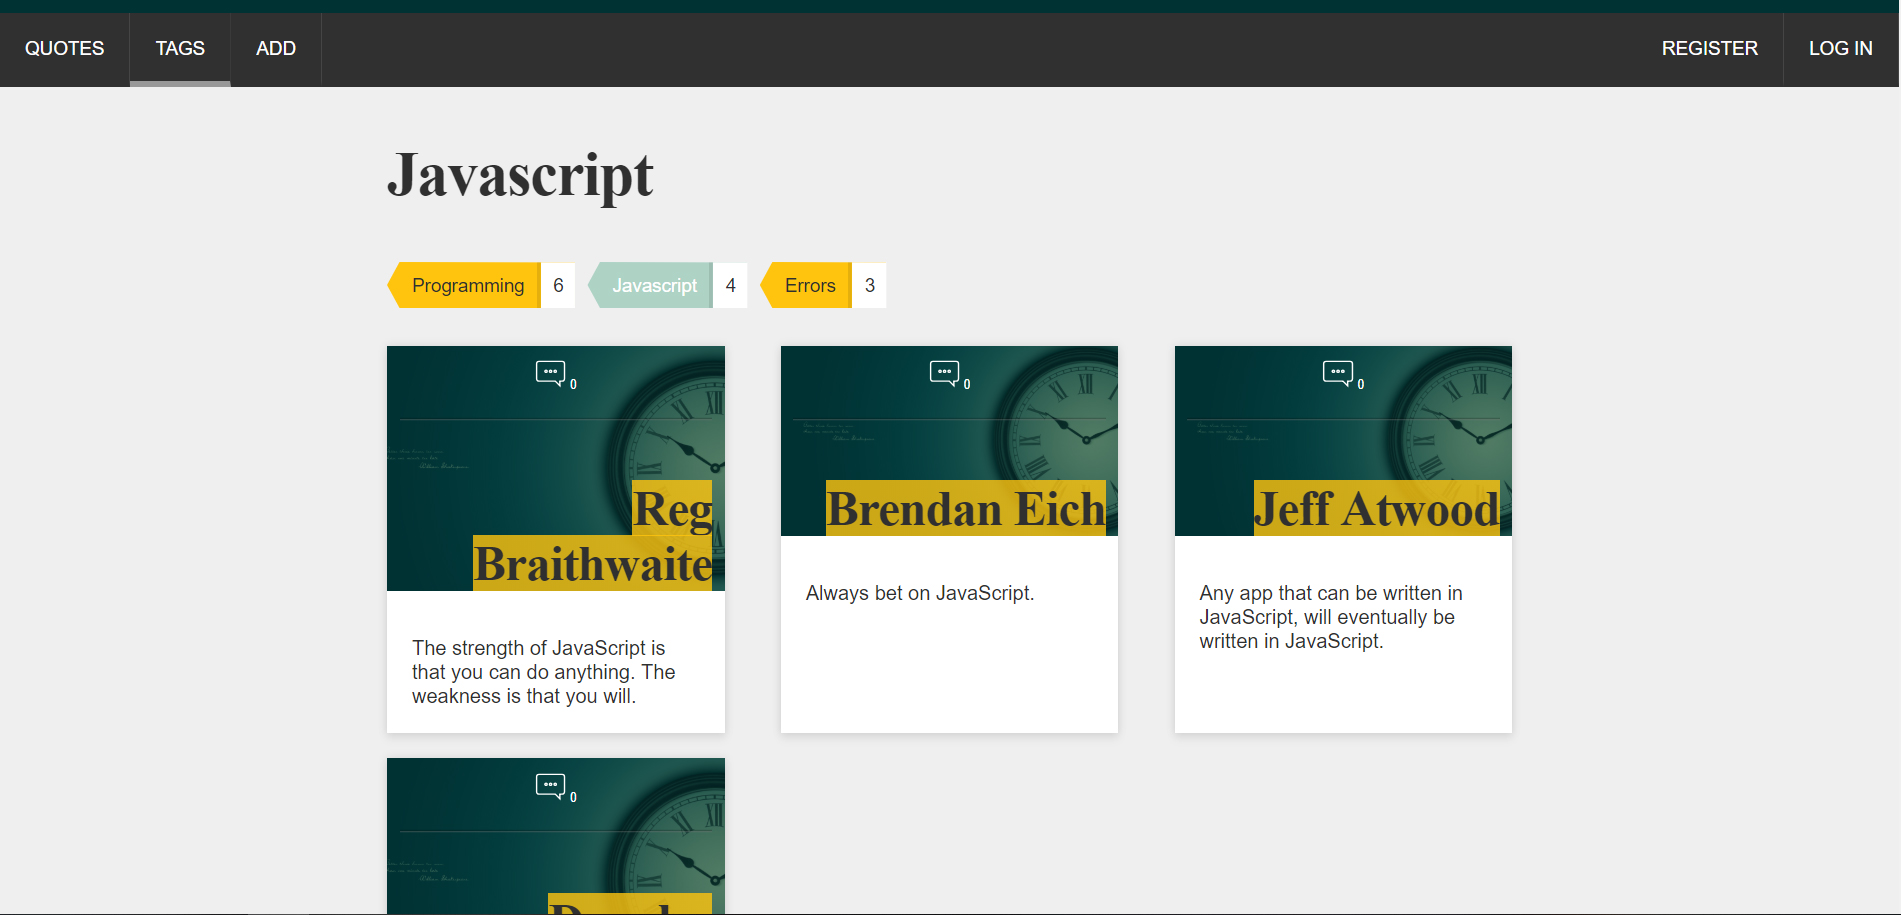 QUOTES TAGS ADD REGISTER LOG IN
Javascript
Programming 6 Javascript 4 Errors 3
0
Reg
Braithwaite
The strength of JavaScript is
that you can do anything. The
weakness is that you will.
0
Brendan Eich
Always bet on JavaScript.
0
Jeff Atwood
Any app that can be written in
JavaScript, will eventually be
written in JavaScript.
0